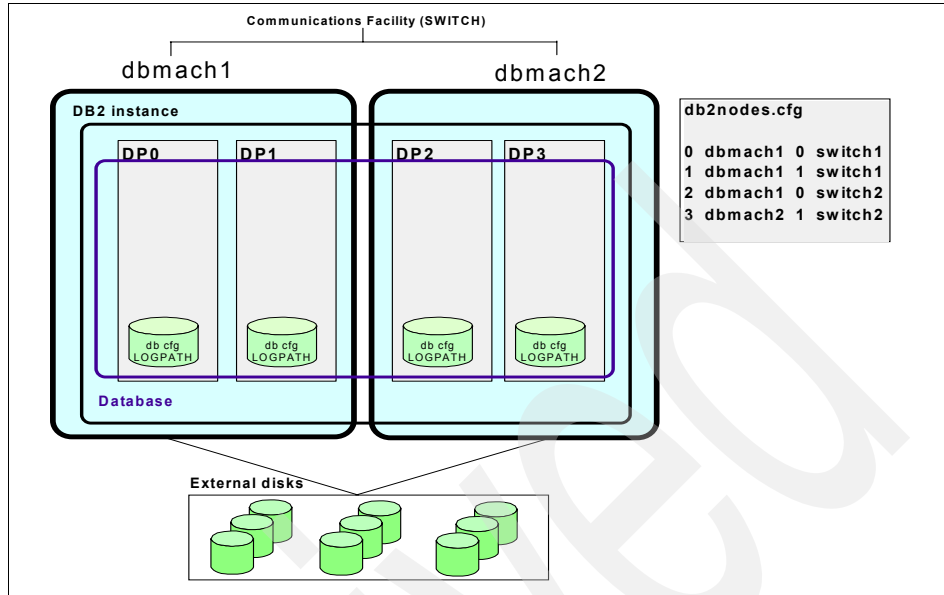 Communications Facility (SWITCH)
dbmach1
dbmach2
DB2 instance
DP0
DP1
DP2
DP3
db cfg
LOGPATH
db cfg
LOGPATH
db cfg
LOGPATH
db cfg
LOGPATH
Database
db2nodes.cfg
0 dbmach1 0 switch1
1 dbmach1 1 switch1
2 dbmach1 0 switch2
3 dbmach2 1 switch2
External disks